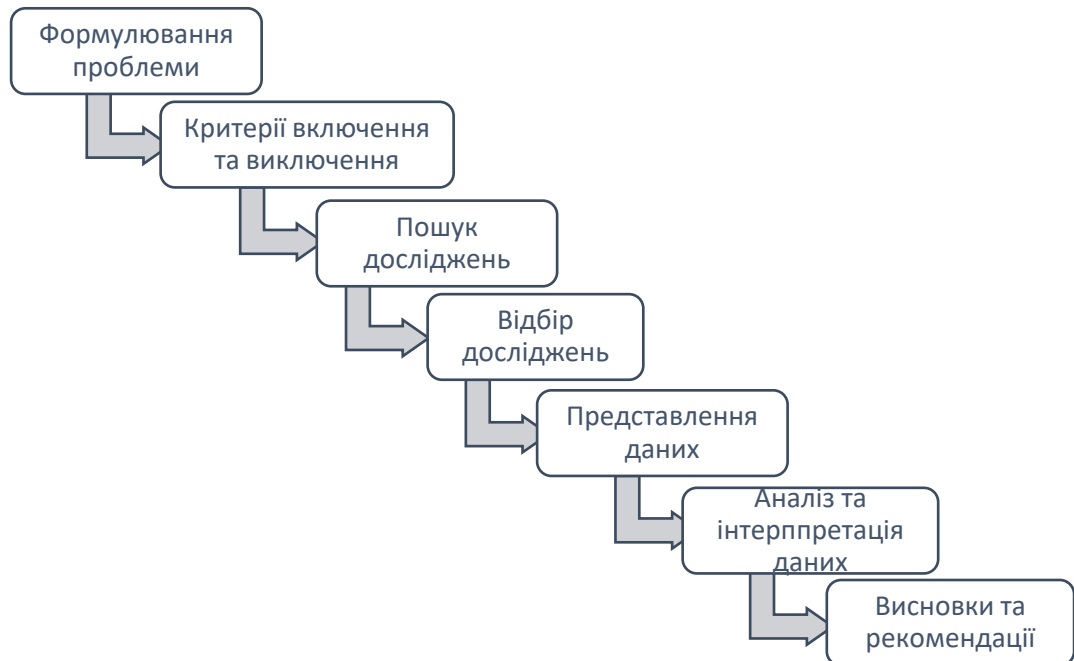 Формулювання
проблеми
Критерії включення
та виключення
Пошук
досліджень
Відбір
досліджень
Представлення
даних
Аналіз та
інтерппретація
даних
Висновки та
рекомендації